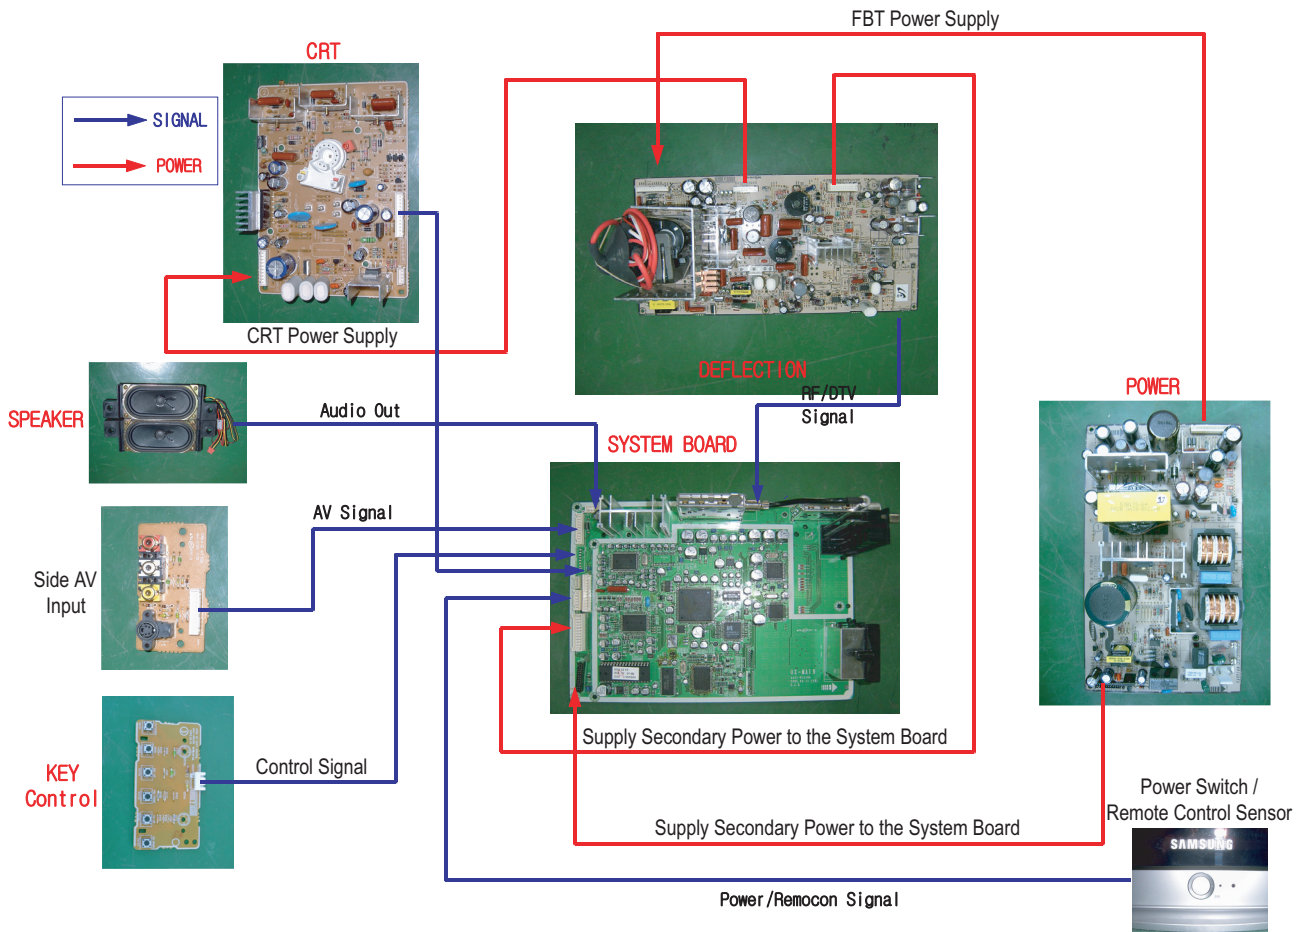 FBT Power Supply
CRT
SIGNAL
POWER
CRT Power Supply
DEFLECTION
RF/DTV
Signal
POWER
SPEAKER
Audio Out
SYSTEM BOARD
AV Signal
Side AV
Input
Supply Secondary Power to the System Board
KEY
Control
Control Signal
Supply Secondary Power to the System Board
Power Switch /
Remote Control Sensor
SAMSUNG
Power/Remocon Signal